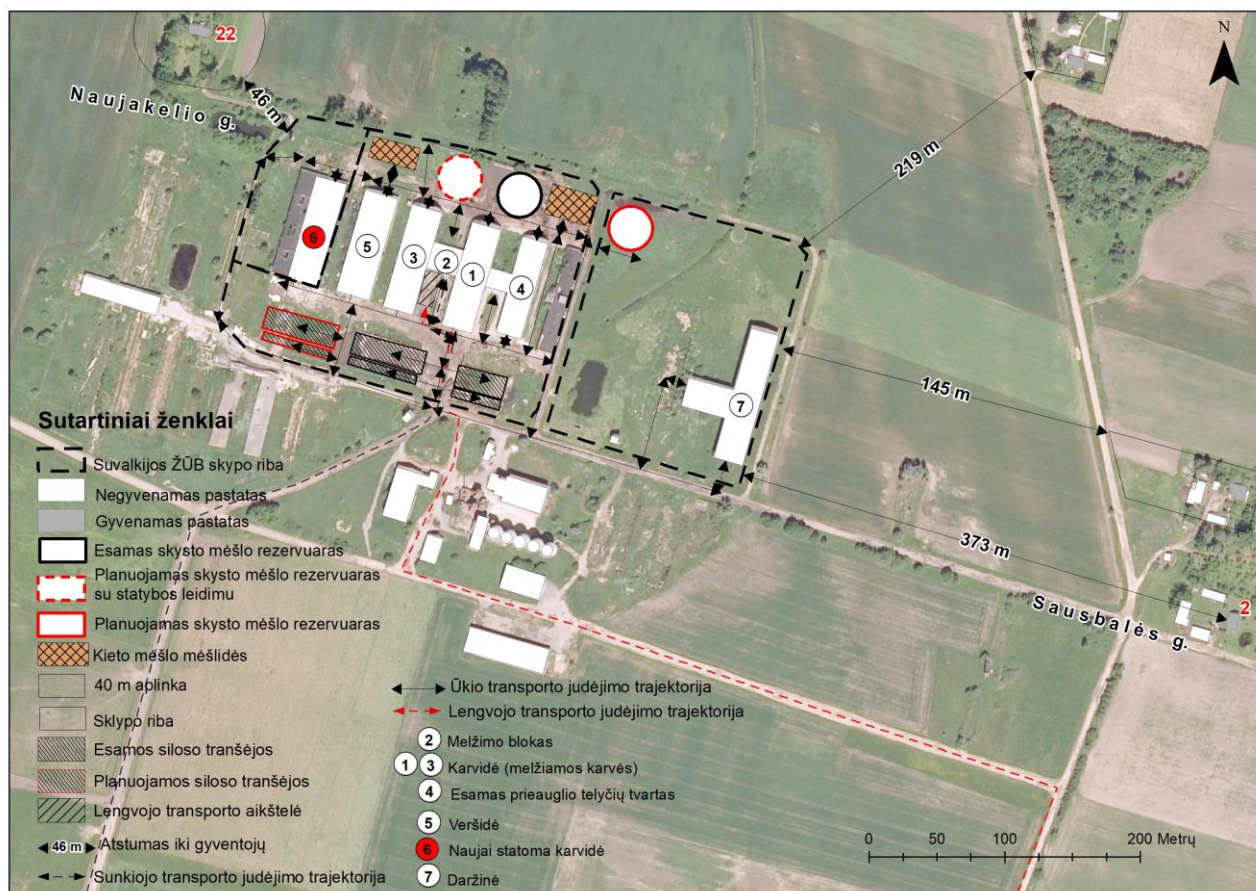 22
N
Naujakelio g.
46 m
219 m
6
5
3
2
1
4
7
145 m
373 m
2
Sausbalės g.
Sutartiniai ženklai
Suvalkijos ŽŪB skypo riba
Negyvenamas pastatas
Gyvenamas pastatas
Esamas skysto mėšlo rezervuaras
Planuojamas skysto mėšlo rezervuaras
su statybos leidimu
Planuojamas skysto mėšlo rezervuaras
Kieto mėšlo mėšlidės
40 m aplinka
Sklypo riba
Esamos siloso tranšėjos
Planuojamos siloso tranšėjos
Lengvojo transporto aikštelė
46 m Atstumas iki gyventojų
Sunkiojo transporto judėjimo trajektorija
Ūkio transporto judėjimo trajektorija
Lengvojo transporto judėjimo trajektorija
2 Melžimo blokas
1 3 Karvidė (melžiamos karvės)
4 Esamas prieauglio telyčių tvartas
5 Veršidė
6 Naujai statoma karvidė
7 Daržinė
0 50 100 200 Metrų